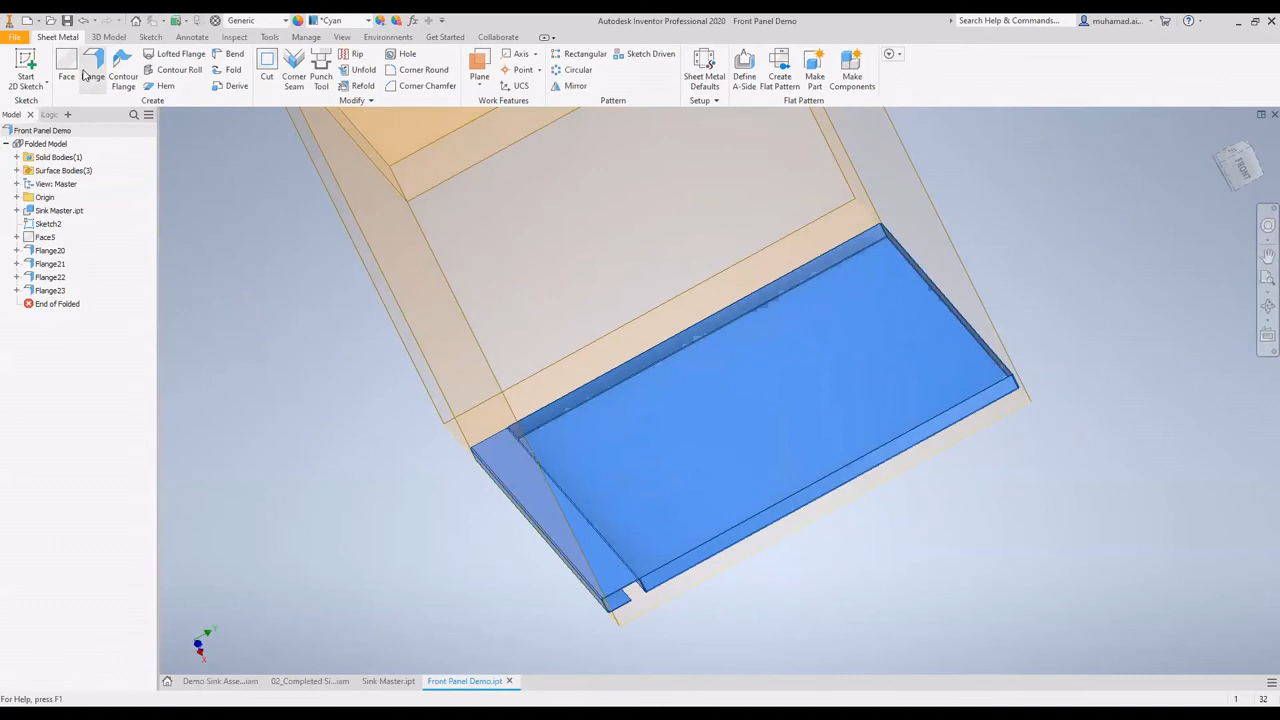 Generic
*Cyan
Autodesk Inventor Professional 2020 Front Panel Demo
Search Help & Commands...
muhamad.ai...
File Sheet Metal 3D Model Sketch Annotate Inspect Tools Manage View Environments Get Started Collaborate
Start
2D Sketch
Face
Flange
Contour
Flange
Lofted Flange
Contour Roll
Hem
Bend
Fold
Derive
Cut
Corner
Seam
Punch
Tool
Rip
Unfold
Refold
Hole
Corner Round
Corner Chamfer
Plane
Axis
Point
UCS
Rectangular
Circular
Mirror
Sketch Driven
Sheet Metal
Defaults
Define
A-Side
Create
Flat Pattern
Make
Part
Make
Components
Sketch
Create
Modify
Work Features
Pattern
Setup
Flat Pattern
Model
iLogic
Front Panel Demo
Folded Model
Solid Bodies(1)
Surface Bodies(3)
View: Master
Origin
Sink Master.ipt
Sketch2
Face5
Flange20
Flange21
Flange22
Flange23
End of Folded
FRONT
Y
X
Demo Sink Asse...iam
02_Completed Si...iam
Sink Master.ipt
Front Panel Demo.ipt
For Help, press F1
1 32